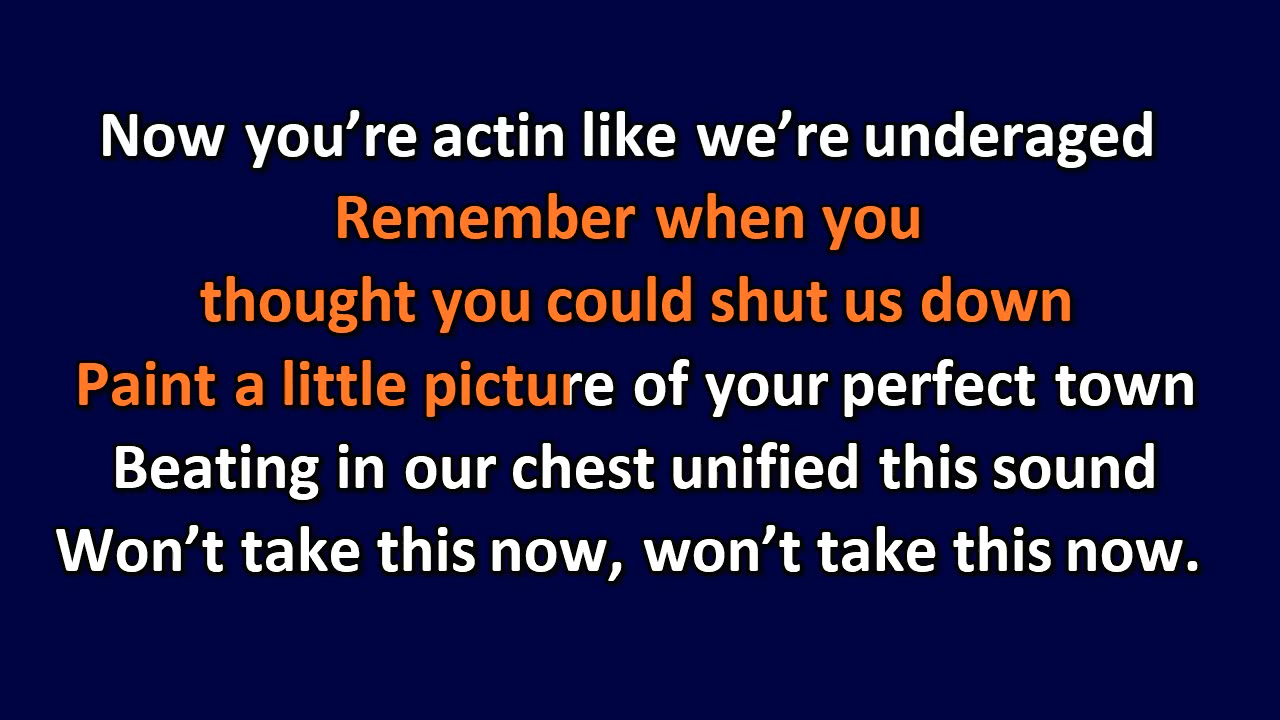 Now you’re actin like we’re underaged
Remember when you
thought you could shut us down
Paint a little picture of your perfect town
Beating in our chest unified this sound
Won’t take this now, won’t take this now.